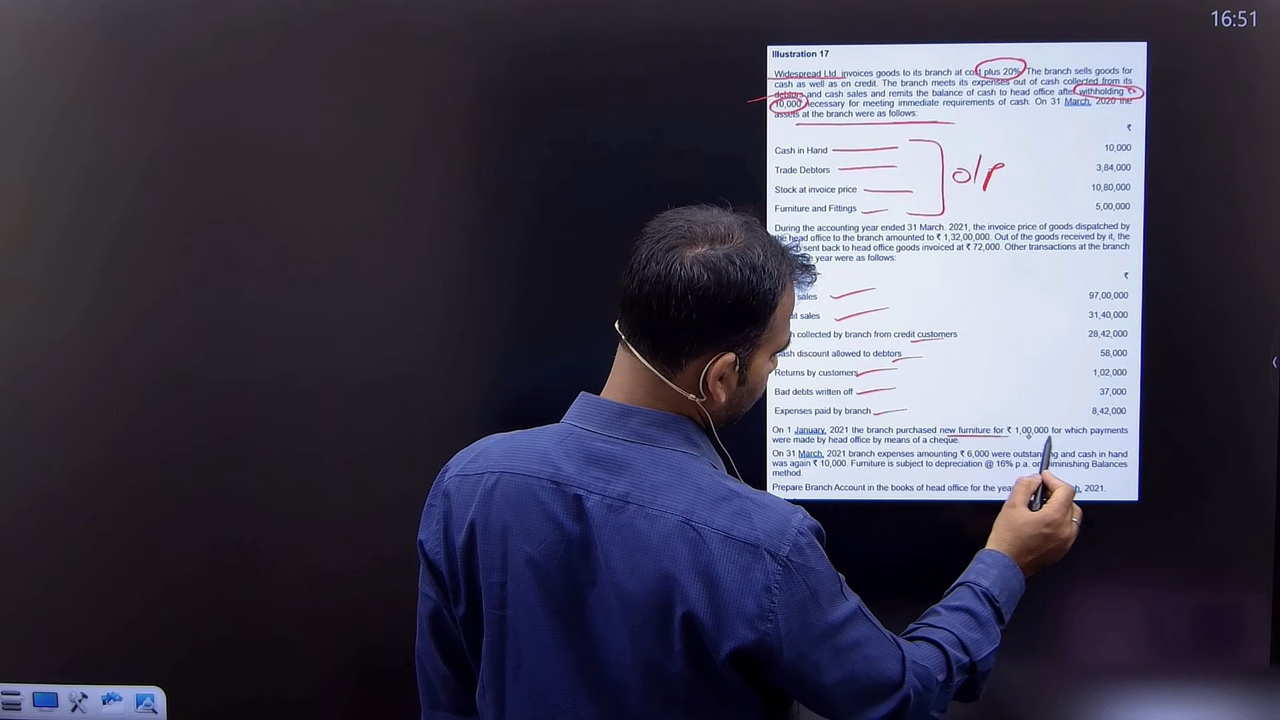 16:51
Illustration 17
Widespread Ltd. invoices goods to its branch at cost plus 20%. The branch sells goods for
cash as well as on credit. The branch meets its expenses out of cash collected from its
debtors and cash sales and remits the balance of cash to head office after withholding ₹
10,000 necessary for meeting immediate requirements of cash. On 31 March, 2020 the
assets at the branch were as follows:
₹
Cash in Hand 10,000
Trade Debtors 3,84,000
Stock at invoice price 10,80,000
Furniture and Fittings 5,00,000
o/p
During the accounting year ended 31 March, 2021, the invoice price of goods dispatched by
the head office to the branch amounted to ₹ 1,32,00,000. Out of the goods received by it, the
sent back to head office goods invoiced at ₹ 72,000. Other transactions at the branch
year were as follows:
₹
sales 97,00,000
sales 31,40,000
collected by branch from credit customers 28,42,000
discount allowed to debtors 58,000
Returns by customers 1,02,000
Bad debts written off 37,000
Expenses paid by branch 8,42,000
On 1 January, 2021 the branch purchased new furniture for ₹ 1,00,000 for which payments
were made by head office by means of a cheque.
On 31 March, 2021 branch expenses amounting ₹ 6,000 were outstanding and cash in hand
was again ₹ 10,000. Furniture is subject to depreciation @ 16% p.a. on diminishing Balances
method.
Prepare Branch Account in the books of head office for the year 2021.